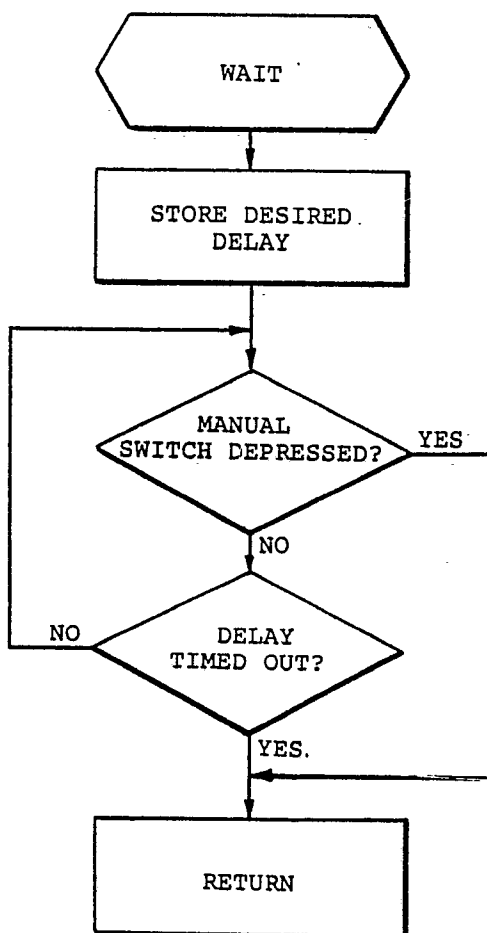 WAIT
STORE DESIRED
DELAY
MANUAL
SWITCH DEPRESSED?
YES
NO
NO
DELAY
TIMED OUT?
YES.
RETURN